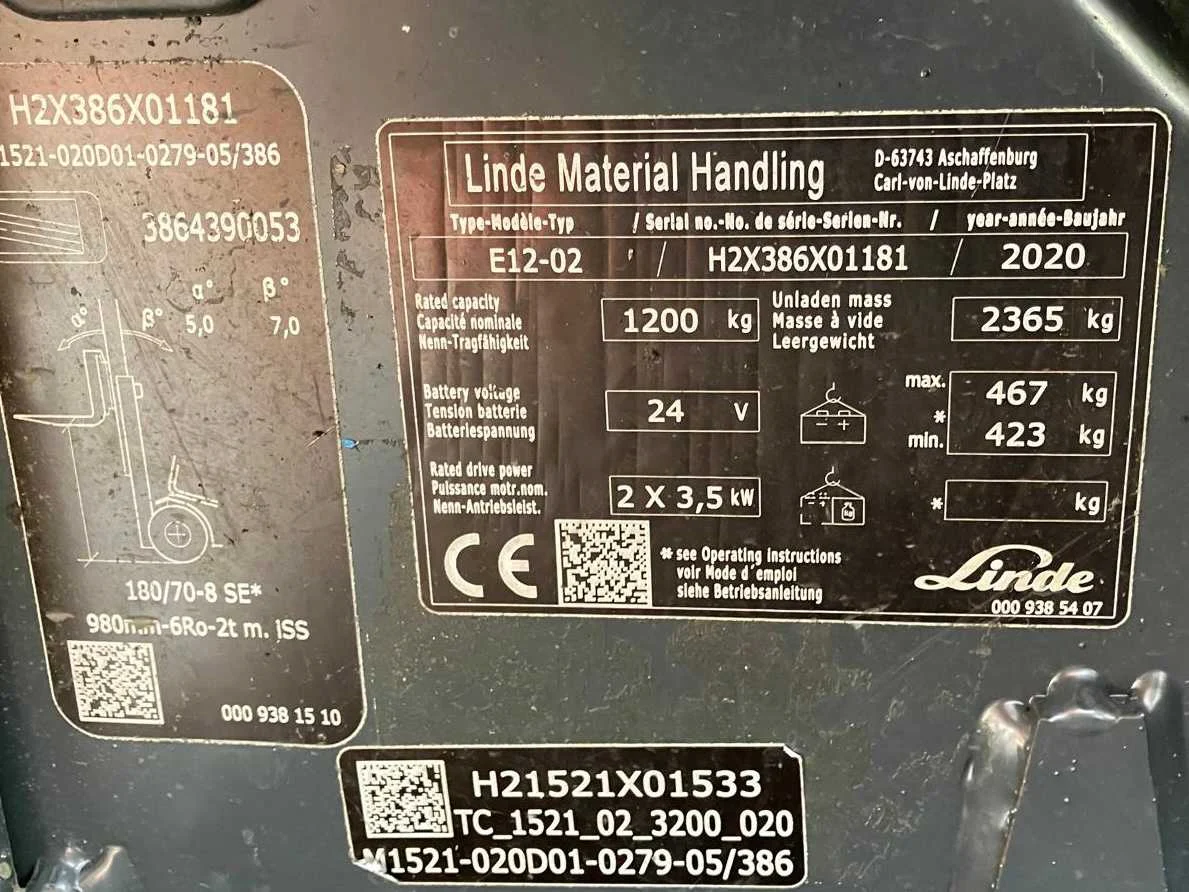 H2X386X01181
1521-020D01-0279-05/386
3864390053
α° β°
α° β° 5,0 7,0
180/70-8 SE*
980mm-6Ro-2t m. ISS
000 938 15 10
Linde Material Handling
D-63743 Aschaffenburg
Carl-von-Linde-Platz
Type-Modèle-Typ / Serial no.-No. de série-Serien-Nr. / year-année-Baujahr
E12-02 / H2X386X01181 / 2020
Rated capacity
Capacité nominale
Nenn-Tragfähigkeit
1200 kg
Unladen mass
Masse à vide
Leergewicht
2365 kg
Battery voltage
Tension batterie
Batteriespannung
24 V
max. 467 kg
*
min. 423 kg
Rated drive power
Puissance motr.nom.
Nenn-Antriebsleist.
2 X 3,5 kW
kg
* kg
CE
* see Operating instructions
voir Mode d'emploi
siehe Betriebsanleitung
Linde
000 938 54 07
H21521X01533
TC_1521_02_3200_020
M1521-020D01-0279-05/386